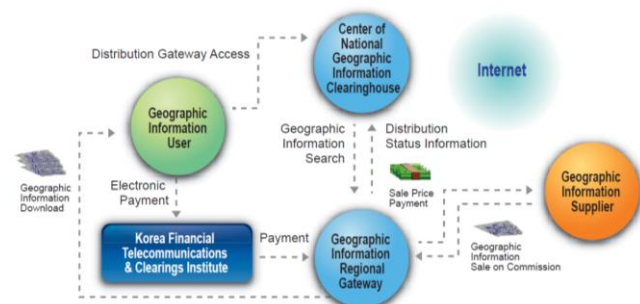 Center of
National
Geographic
Information
Clearinghouse
Distribution Gateway Access
Internet
Geographic
Information
User
Geographic
Information
Search
Distribution
Status Information
Geographic
Information
Download
Electronic
Payment
Sale Price
Payment
Geographic
Information
Supplier
Korea Financial
Telecommunications
& Clearings Institute
Payment
Geographic
Information
Regional
Gateway
Geographic
Information
Sale on Commission